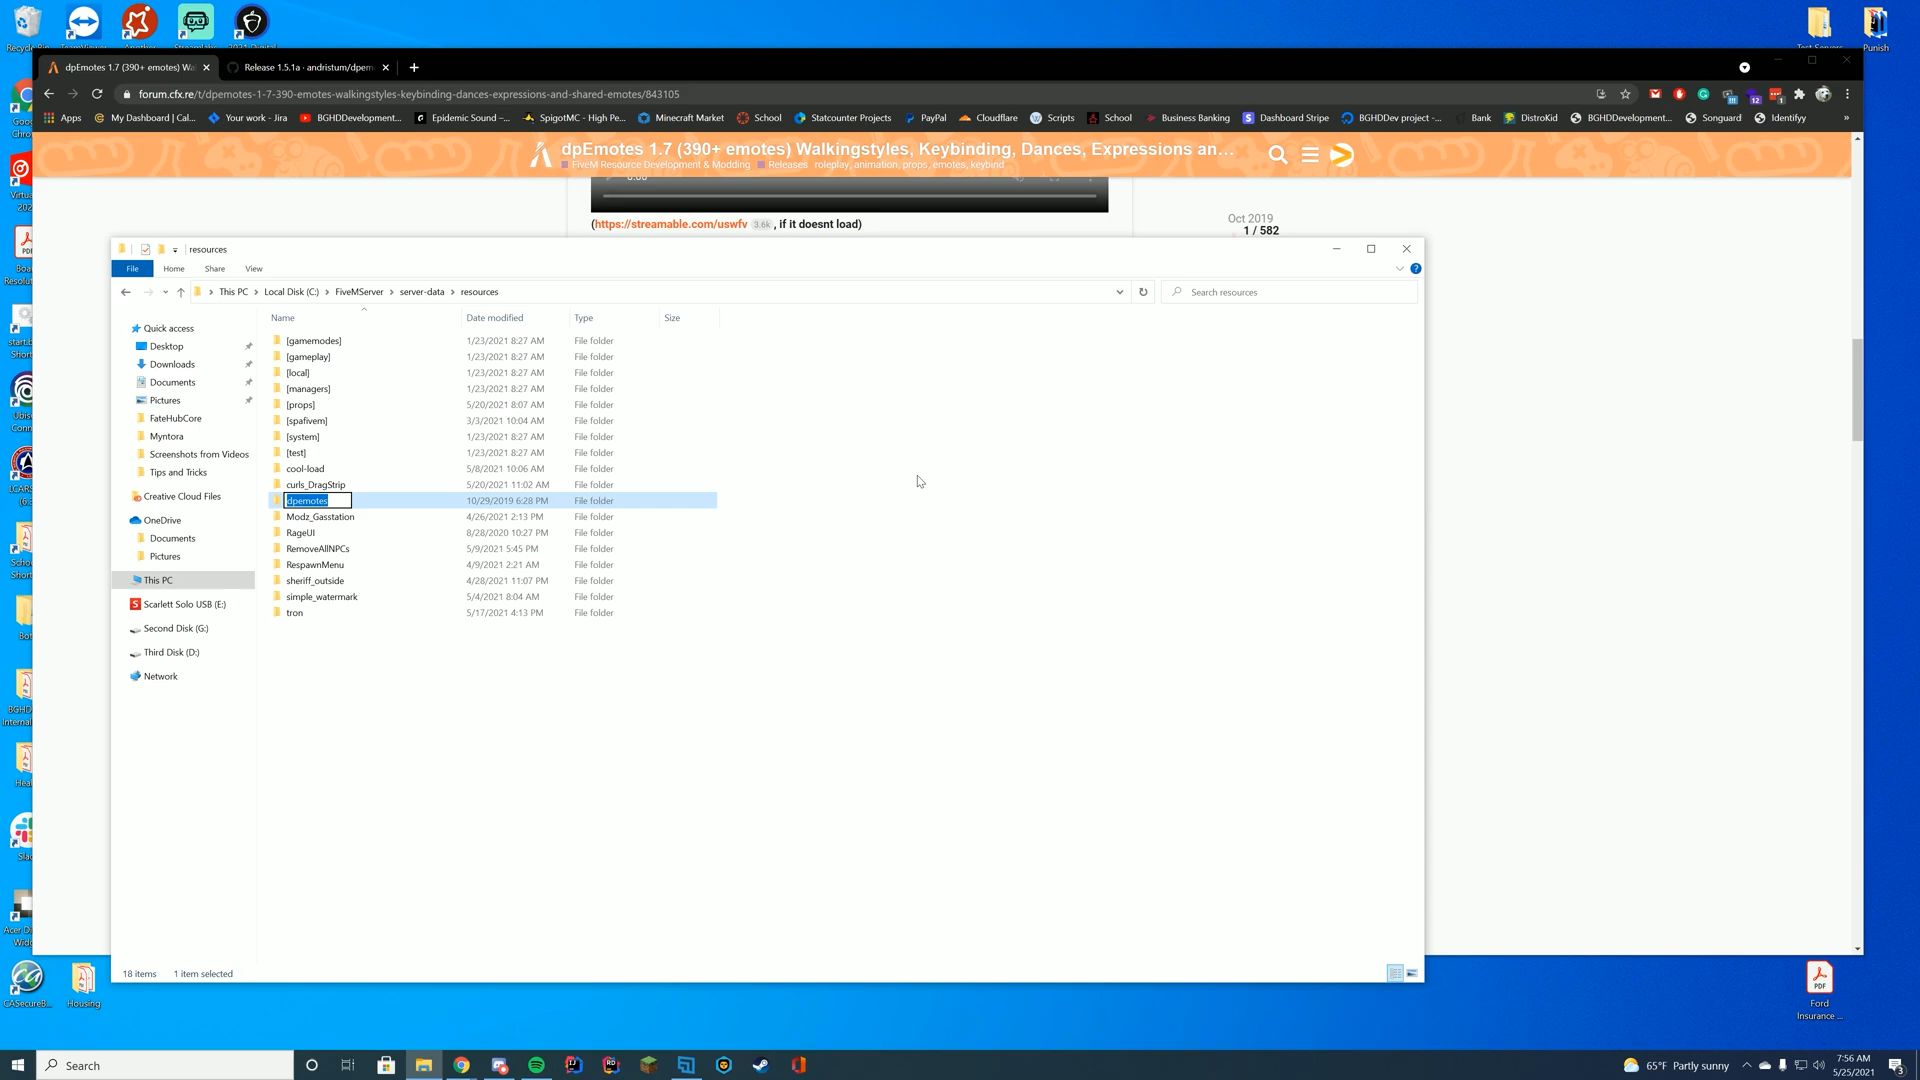 dpEmotes 1.7 (390+ emotes) Wa
Release 1.5.1a · andristum/dpem
forum.cfx.re/t/dpemotes-1-7-390-emotes-walkingstyles-keybinding-dances-expressions-and-shared-emotes/843105
Apps
My Dashboard | Cal...
Your work - Jira
BGHDDevelopment...
Epidemic Sound –...
SpigotMC - High Pe...
Minecraft Market
School
Statcounter Projects
PayPal
Cloudflare
Scripts
School
Business Banking
Dashboard Stripe
BGHDDev project -...
Bank
DistroKid
BGHDDevelopment...
Songuard
Identifyy
»
dpEmotes 1.7 (390+ emotes) Walkingstyles, Keybinding, Dances, Expressions an...
FiveM Resource Development & Modding
Releases
roleplay, animation, props, emotes, keybind
0:00
(https://streamable.com/uswfv 3.6k , if it doesnt load)
Oct 2019
1 / 582
resources
File
Home
Share
View
This PC > Local Disk (C:) > FiveMServer > server-data > resources
Search resources
Name
Date modified
Type
Size
[gamemodes] 1/23/2021 8:27 AM File folder
[gameplay] 1/23/2021 8:27 AM File folder
[local] 1/23/2021 8:27 AM File folder
[managers] 1/23/2021 8:27 AM File folder
[props] 5/20/2021 8:07 AM File folder
[spafivem] 3/3/2021 10:04 AM File folder
[system] 1/23/2021 8:27 AM File folder
[test] 1/23/2021 8:27 AM File folder
cool-load 5/8/2021 10:06 AM File folder
curls_DragStrip 5/20/2021 11:02 AM File folder
dpemotes 10/29/2019 6:28 PM File folder
Modz_Gasstation 4/26/2021 2:13 PM File folder
RageUI 8/28/2020 10:27 PM File folder
RemoveAllNPCs 5/9/2021 5:45 PM File folder
RespawnMenu 4/9/2021 2:21 AM File folder
sheriff_outside 4/28/2021 11:07 PM File folder
simple_watermark 5/4/2021 8:04 AM File folder
tron 5/17/2021 4:13 PM File folder
Quick access
Desktop
Downloads
Documents
Pictures
FateHubCore
Myntora
Screenshots from Videos
Tips and Tricks
Creative Cloud Files
OneDrive
Documents
Pictures
This PC
Scarlett Solo USB (E:)
Second Disk (G:)
Third Disk (D:)
Network
18 items
1 item selected
CASecureB...
Housing
PDF
Ford
Insurance ...
Search
65°F Partly sunny
7:56 AM
5/25/2021
3